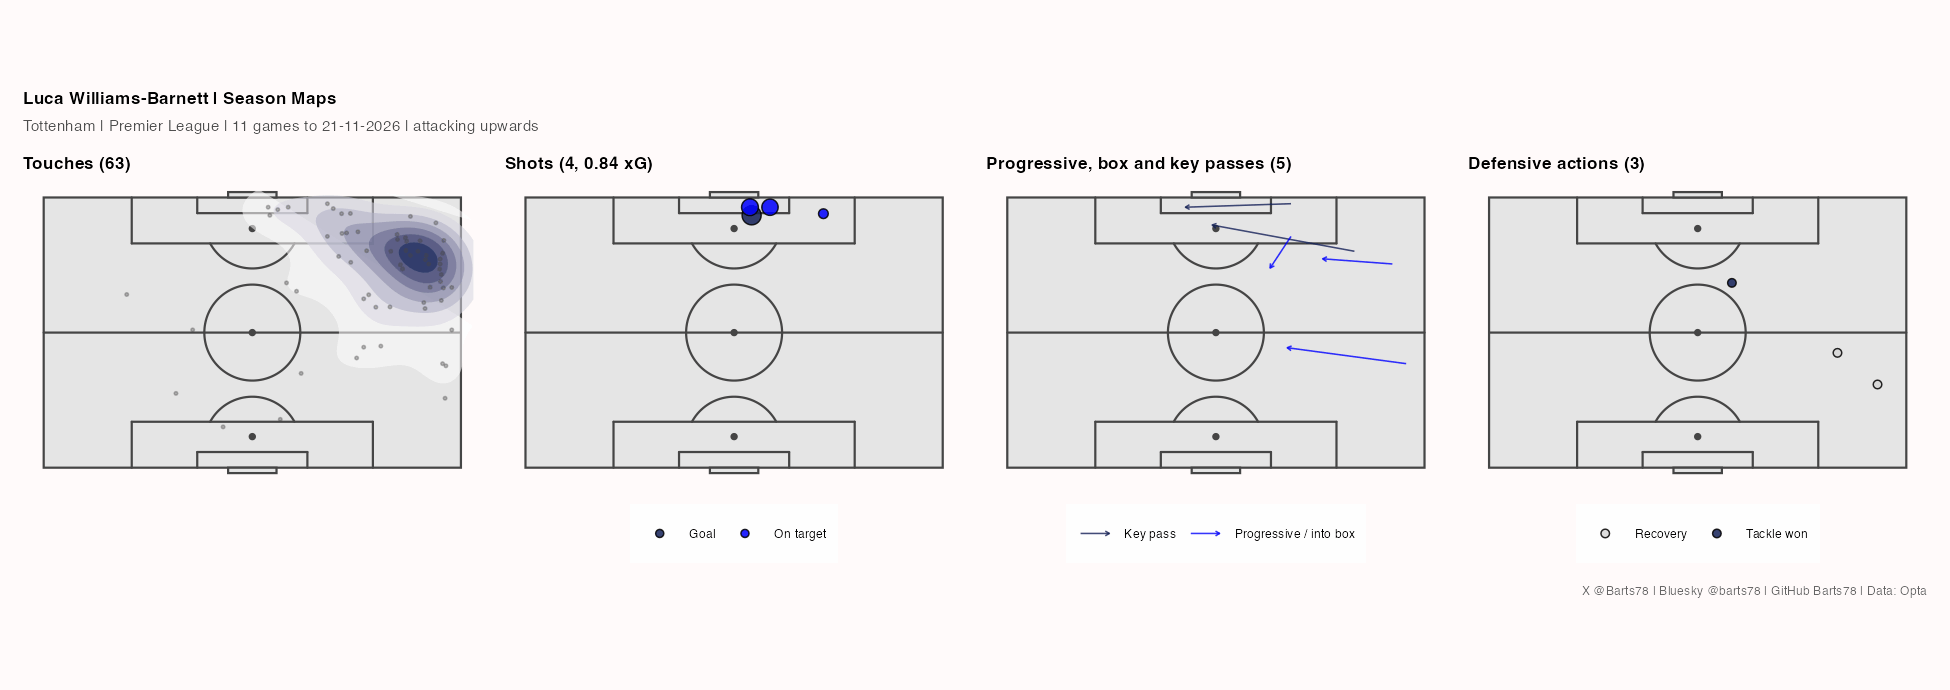 Luca Williams-Barnett | Season Maps
Tottenham | Premier League | 11 games to 21-11-2026 | attacking upwards
Touches (63)
Shots (4, 0.84 xG)
Progressive, box and key passes (5)
Defensive actions (3)
Goal
On target
Key pass
Progressive / into box
Recovery
Tackle won
X @Barts78 | Bluesky @barts78 | GitHub Barts78 | Data: Opta